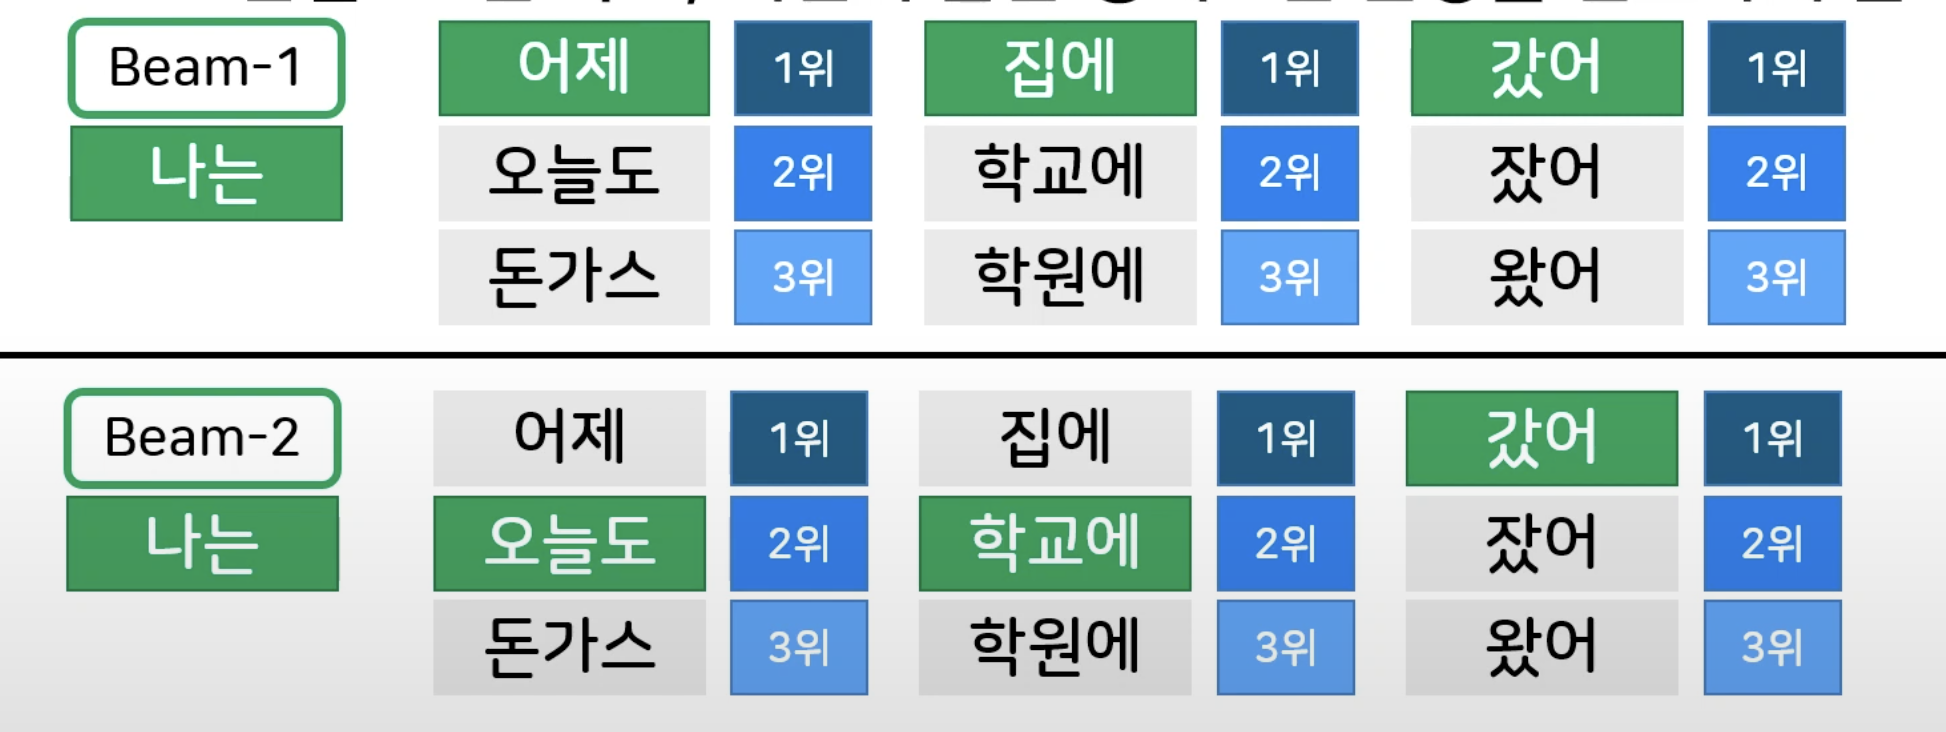 Beam-1 어제 1위 집에 1위 갔어 1위
나는 오늘도 2위 학교에 2위 잤어 2위
돈가스 3위 학원에 3위 왔어 3위
Beam-2 어제 1위 집에 1위 갔어 1위
나는 오늘도 2위 학교에 2위 잤어 2위
돈가스 3위 학원에 3위 왔어 3위